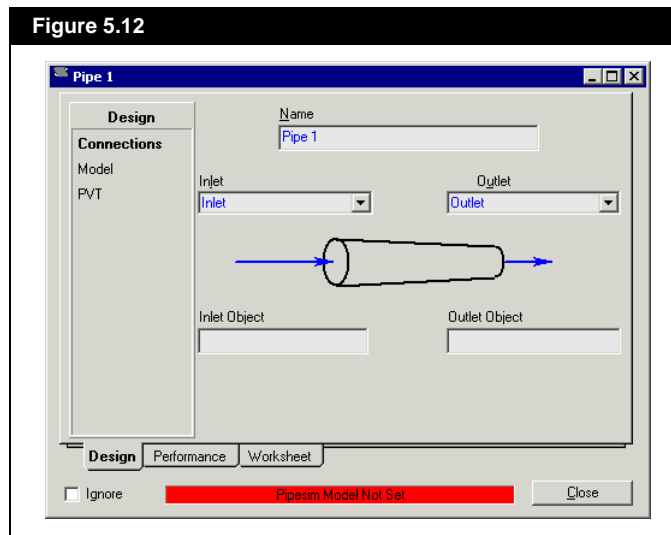 Figure 5.12
Pipe 1
Design
Connections
Model
PVT
Name
Pipe 1
Inlet
Inlet
Outlet
Outlet
Inlet Object
Outlet Object
Design Performance Worksheet
Ignore
Pipesim Model Not Set
Close